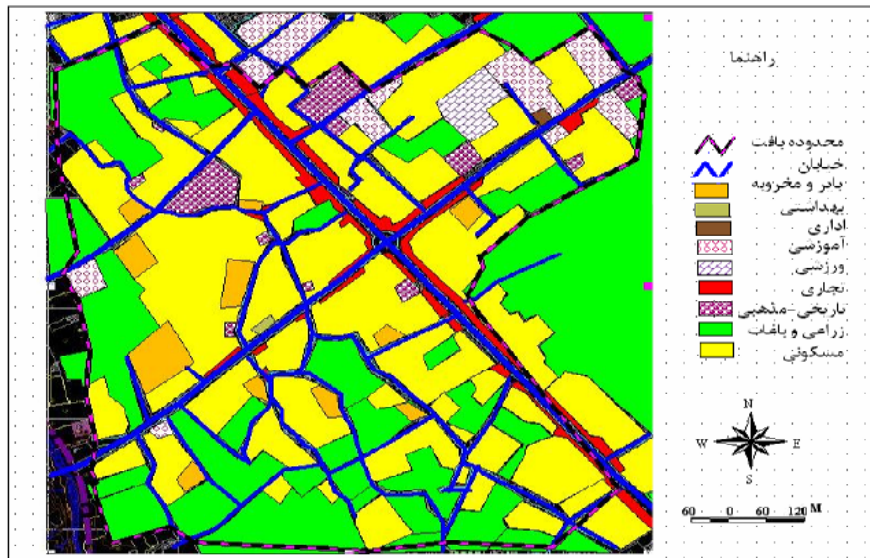 راهنما
محدوده بافت
خیابان
بایر و مخروبه
بهداشتی
اداری
آموزشی
ورزشی
تجاری
تاریخی-مذهبی
زراعی و باغات
مسکونی
N
W E
S
60 0 60 120 M